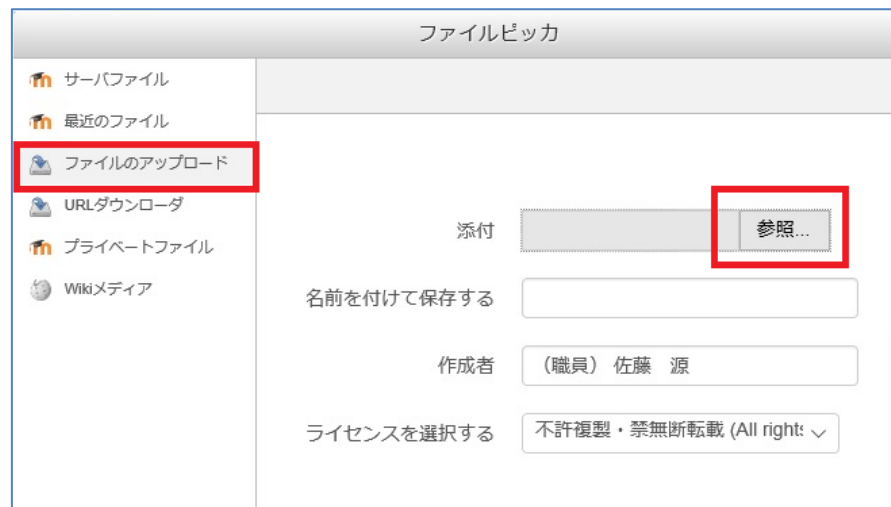 ファイルピッカ
サーバファイル
最近のファイル
ファイルのアップロード
URLダウンローダ
プライベートファイル
Wikiメディア
添付 参照...
名前を付けて保存する
作成者 (職員) 佐藤 源
ライセンスを選択する 不許複製・禁無断転載 (All rights